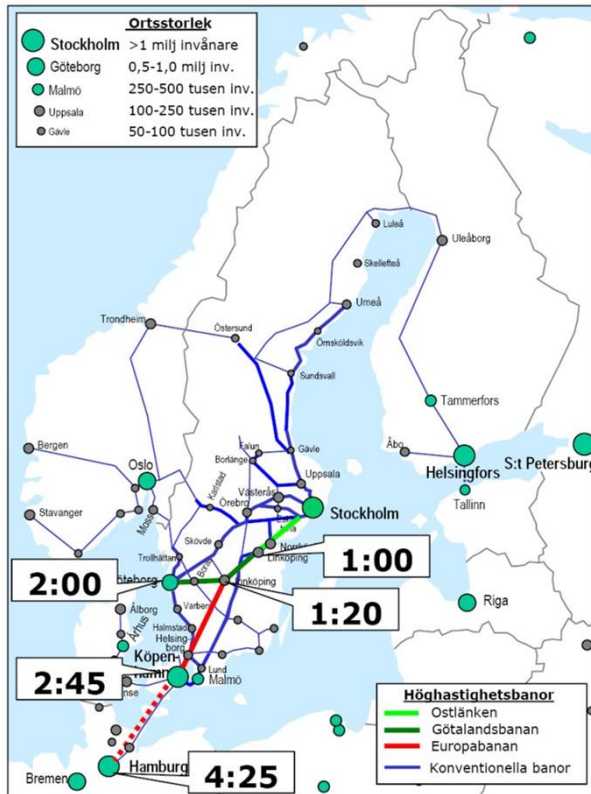 Ortsstorlek
Stockholm >1 milj invånare
Göteborg 0,5-1,0 milj inv.
Malmö 250-500 tusen inv.
Uppsala 100-250 tusen inv.
Gävle 50-100 tusen inv.
Luleå
Uleåborg
Skellefteå
Umeå
Trondheim
Östersund
Örnsköldsvik
Sundsvall
Tammerfors
Bergen
Falun
Gävle
Åbo
Borlänge
Oslo
Uppsala
Helsingfors
S:t Petersburg
Västerås
Karlstad
Örebro
Tallinn
Stavanger
Moss
Stockholm
Skövde
Linköping
1:00
Trollhättan
2:00
Borås
1:20
Varberg
Riga
Ålborg
Halmstad
Århus
Helsing-
borg
Köpen-
2:45
Lund
Malmö
Höghastighetsbanor
Ostlänken
Götalandsbanan
Europabanan
Konventionella banor
Hamburg
4:25
Bremen